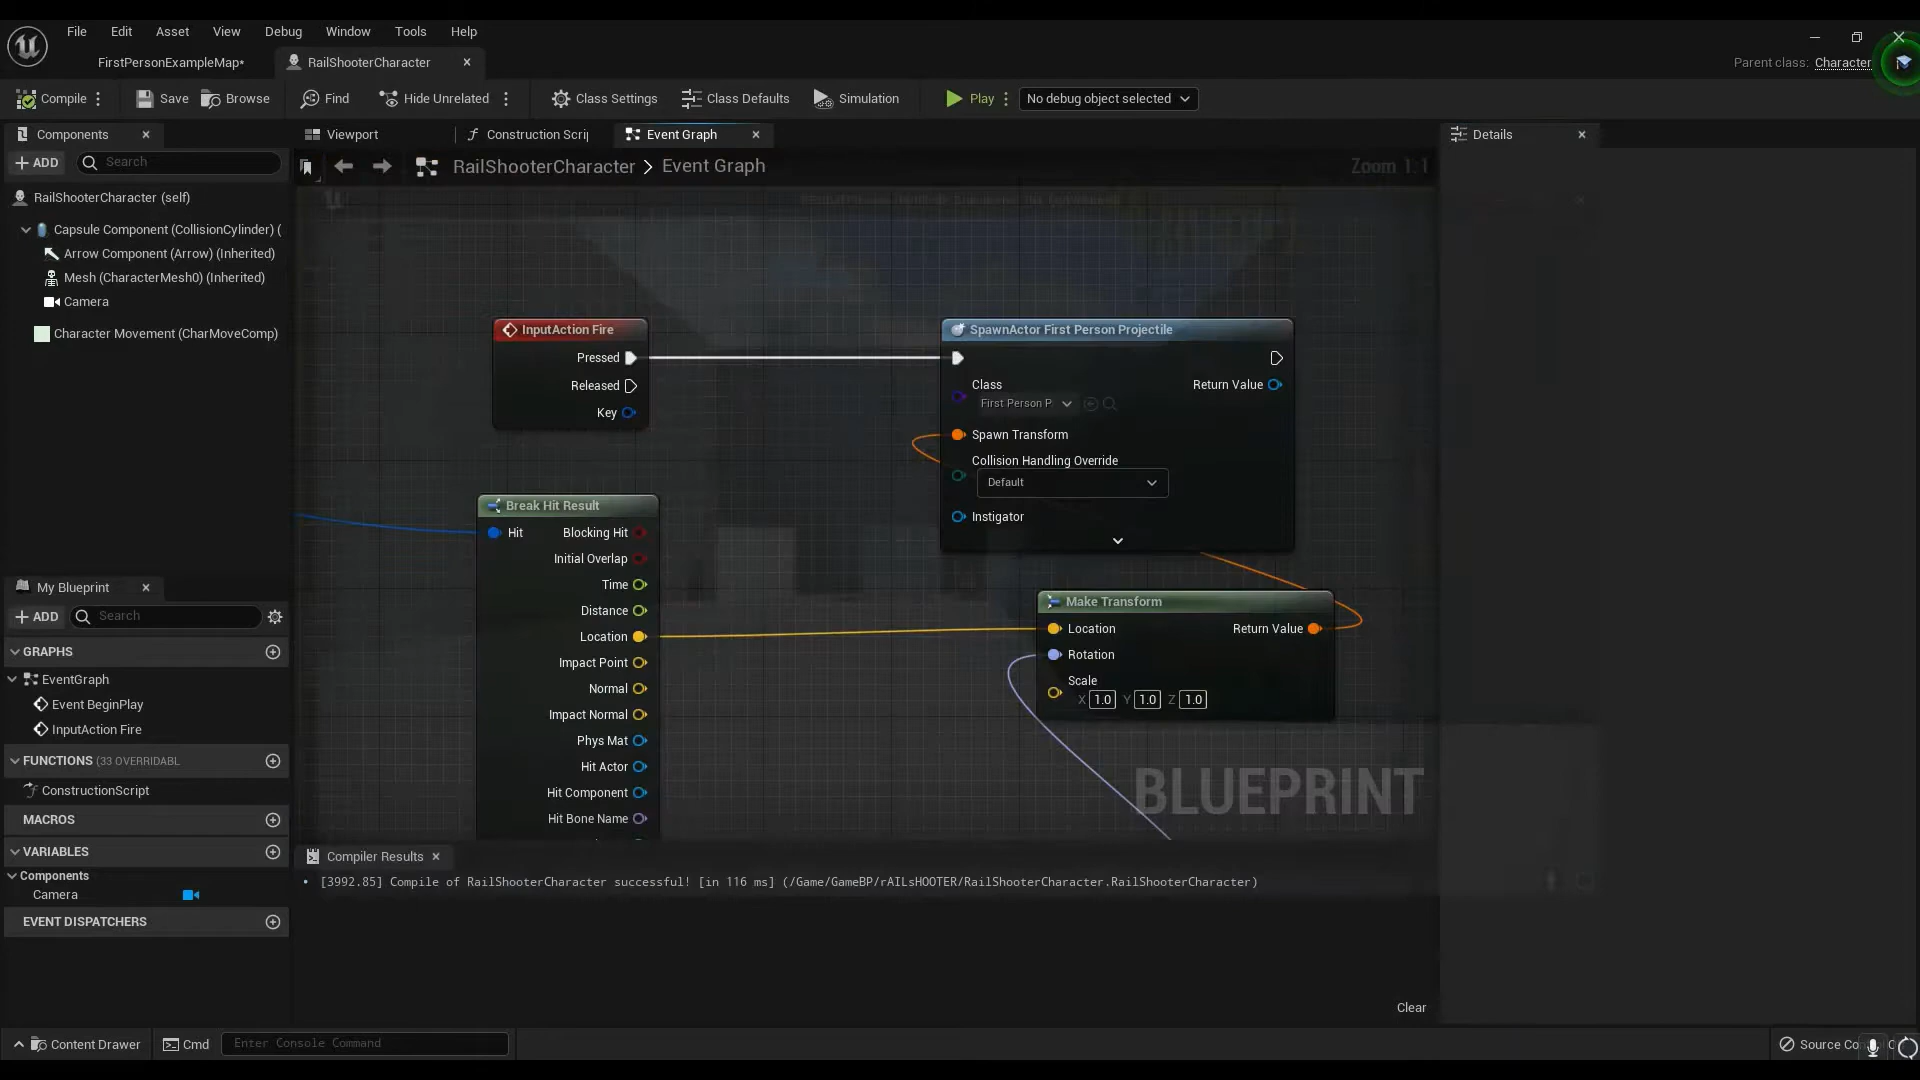 File Edit Asset View Debug Window Tools Help
FirstPersonExampleMap*
RailShooterCharacter
Parent class: Character
Compile
Save
Browse
Find
Hide Unrelated
Class Settings
Class Defaults
Simulation
Play
No debug object selected
Components
Viewport
Construction Scrip
Event Graph
Details
ADD
Search
RailShooterCharacter > Event Graph
Zoom 1:1
RailShooterCharacter (self)
Capsule Component (CollisionCylinder) (
Arrow Component (Arrow) (Inherited)
Mesh (CharacterMesh0) (Inherited)
Camera
Character Movement (CharMoveComp)
InputAction Fire
Pressed
Released
Key
SpawnActor First Person Projectile
Class
Return Value
First Person P
Spawn Transform
Collision Handling Override
Default
Instigator
Break Hit Result
Hit
Blocking Hit
Initial Overlap
Time
Distance
Location
Impact Point
Normal
Impact Normal
Phys Mat
Hit Actor
Hit Component
Hit Bone Name
Make Transform
Location
Return Value
Rotation
Scale
X 1.0 Y 1.0 Z 1.0
BLUEPRINT
My Blueprint
ADD
Search
GRAPHS
EventGraph
Event BeginPlay
InputAction Fire
FUNCTIONS (33 OVERRIDABL
ConstructionScript
MACROS
VARIABLES
Components
Camera
EVENT DISPATCHERS
Compiler Results
[3992.85] Compile of RailShooterCharacter successful! [in 116 ms] (/Game/GameBP/rAILsHOOTER/RailShooterCharacter.RailShooterCharacter)
Clear
Content Drawer
Cmd
Enter Console Command
Source Co